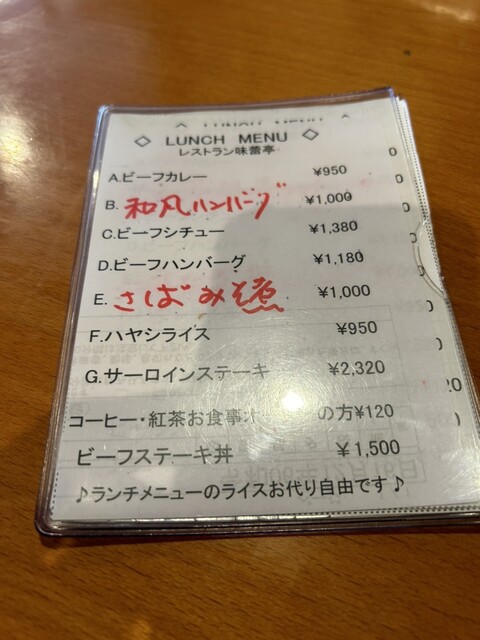 ◇ LUNCH MENU ◇
レストラン味蕾亭
A.ビーフカレー ¥950
B. 和風ハンバーグ ¥1,000
C.ビーフシチュー ¥1,380
D.ビーフハンバーグ ¥1,180
E. さばみそ煮 ¥1,000
F.ハヤシライス ¥950
G.サーロインステーキ ¥2,320
コーヒー・紅茶お食事オ の方¥120
ビーフステーキ丼 ¥1,500
♪ランチメニューのライスお代り自由です♪